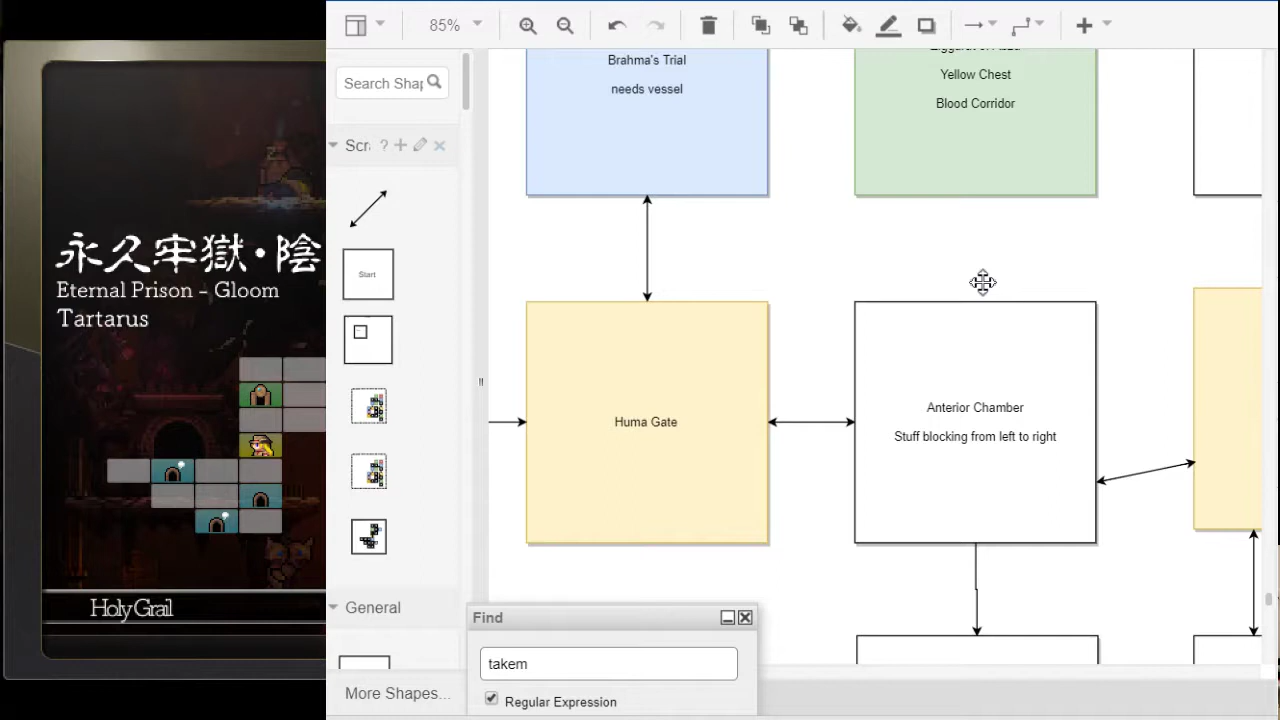 永久牢獄・陰
Eternal Prison - Gloom
Tartarus
Holy Grail
85%
Search Shap
Scr
?
Start
General
More Shapes...
Brahma's Trial
needs vessel
Yellow Chest
Blood Corridor
Huma Gate
Anterior Chamber
Stuff blocking from left to right
Find
takem
Regular Expression